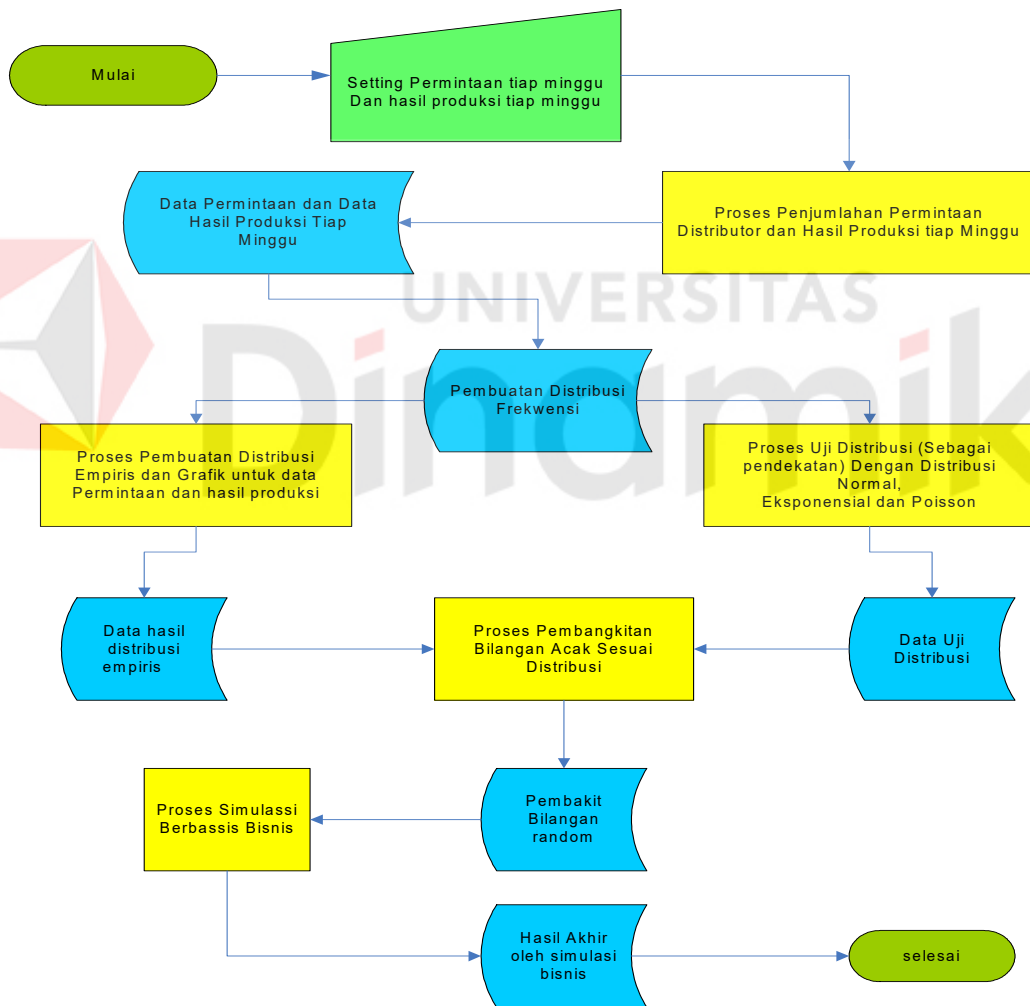 Mulai
Setting Permintaan tiap minggu
Dan hasil produksi tiap minggu
Data Permintaan dan Data
Hasil Produksi Tiap
Minggu
Proses Penjumlahan Permintaan
Distributor dan Hasil Produksi tiap Minggu
UNIVERSITAS
Dinamika
Pembuatan Distribusi
Frekwensi
Proses Pembuatan Distribusi
Empiris dan Grafik untuk data
Permintaan dan hasil produksi
Proses Uji Distribusi (Sebagai
pendekatan) Dengan Distribusi
Normal,
Eksponensial dan Poisson
Data hasil
distribusi
empiris
Proses Pembangkitan
Bilangan Acak Sesuai
Distribusi
Data Uji
Distribusi
Proses Simulassi
Berbassis Bisnis
Pembakit
Bilangan
random
Hasil Akhir
oleh simulasi
bisnis
selesai